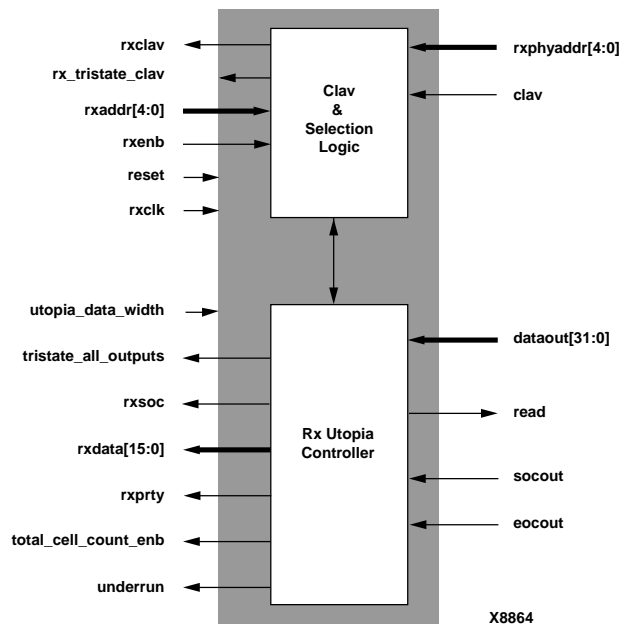 rxclav
rx_tristate_clav
rxaddr[4:0]
rxenb
reset
rxclk
Clav
&
Selection
Logic
rxphyaddr[4:0]
clav
utopia_data_width
tristate_all_outputs
rxsoc
rxdata[15:0]
rxprty
total_cell_count_enb
underrun
Rx Utopia
Controller
dataout[31:0]
read
socout
eocout
X8864